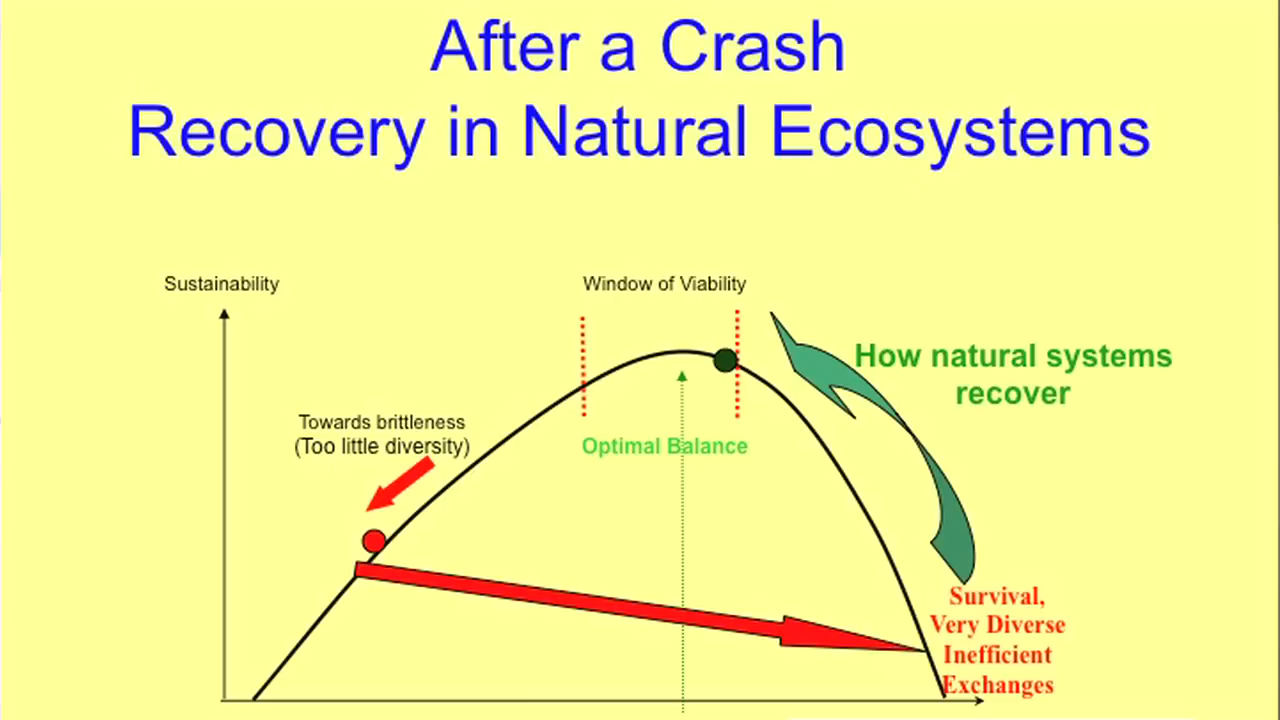 After a Crash
Recovery in Natural Ecosystems
Sustainability
Window of Viability
How natural systems
recover
Towards brittleness
(Too little diversity)
Optimal Balance
Survival,
Very Diverse
Inefficient
Exchanges